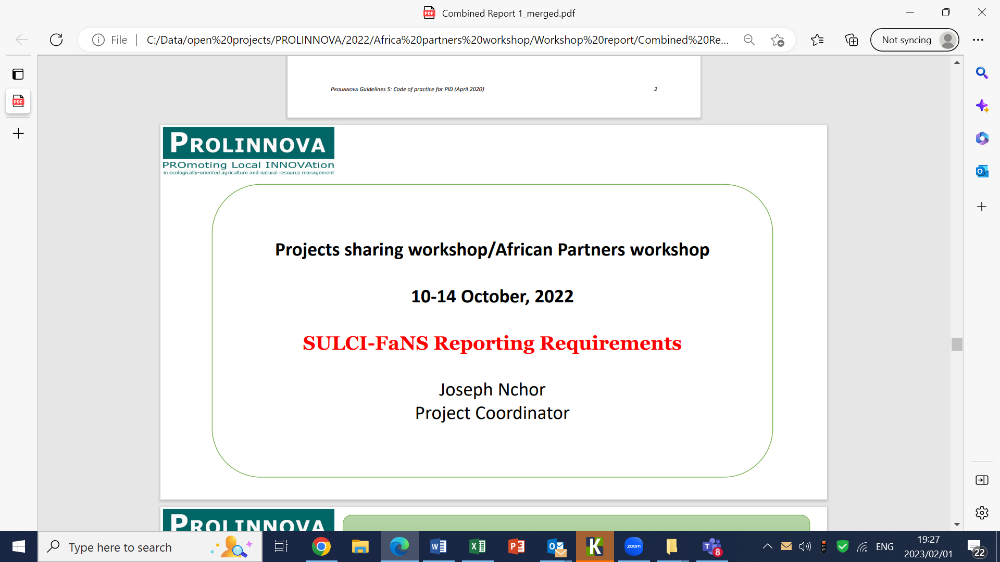 Combined Report 1_merged.pdf
File
C:/Data/open%20projects/PROLINNOVA/2022/Africa%20partners%20workshop/Workshop%20report/Combined%20Re...
Not syncing
PROLINNOVA Guidelines 5: Code of practice for PID (April 2020) 2
PROLINNOVA
PROmoting Local INNOVAtion
in ecologically-oriented agriculture and natural resource management
Projects sharing workshop/African Partners workshop
10-14 October, 2022
SULCI-FaNS Reporting Requirements
Joseph Nchor
Project Coordinator
PROLINNOVA
Type here to search
zoom
8
ENG
19:27
2023/02/01
22